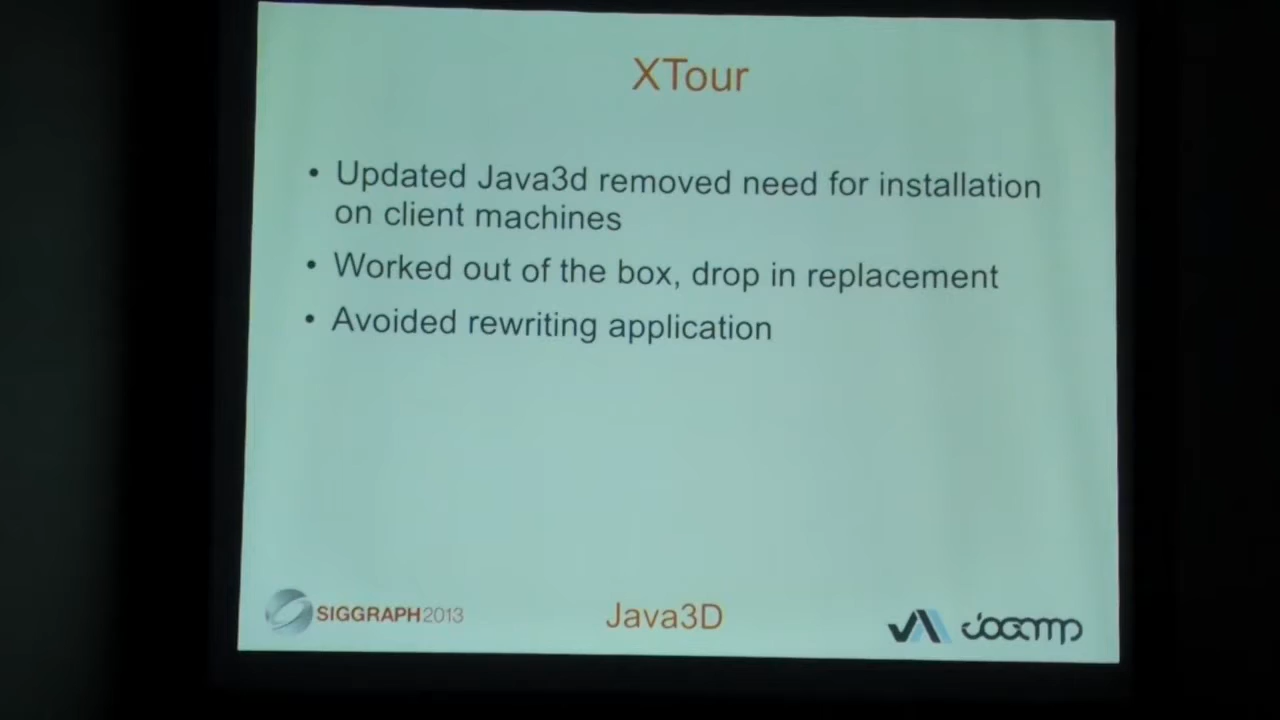 XTour
• Updated Java3d removed need for installation
on client machines
• Worked out of the box, drop in replacement
• Avoided rewriting application
SIGGRAPH2013
Java3D
jogamp